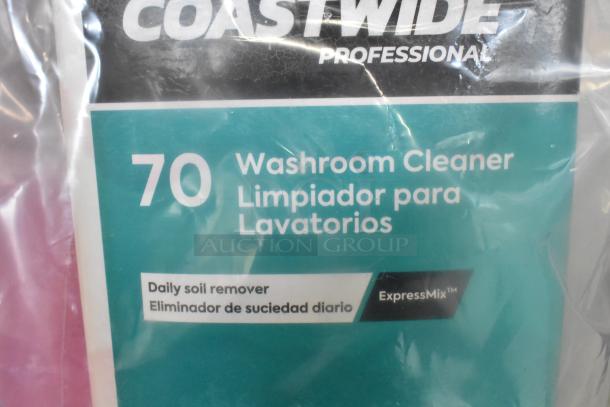 COASTWIDE
PROFESSIONAL
70 Washroom Cleaner
Limpiador para
Lavatorios
AUCTION GROUP
Daily soil remover
Eliminador de suciedad diario
ExpressMix™